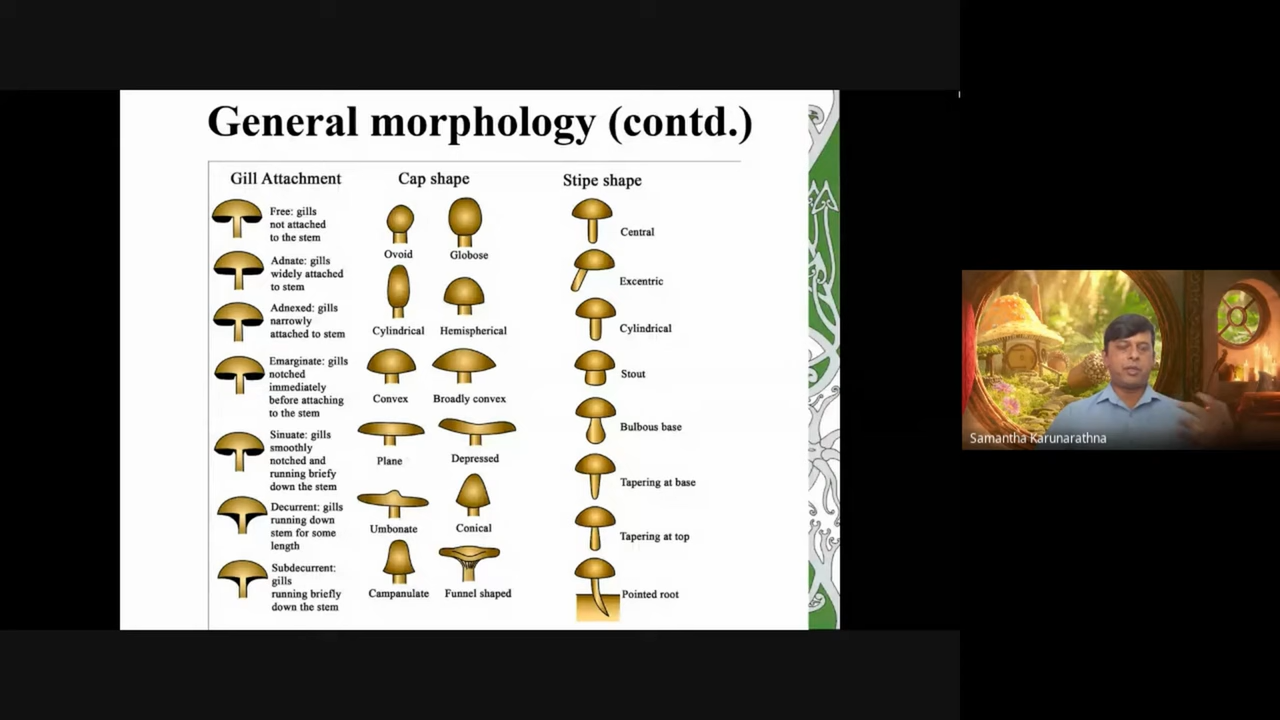 General morphology (contd.)
Gill Attachment
Free: gills
not attached
to the stem
Adnate: gills
widely attached
to stem
Adnexed: gills
narrowly
attached to stem
Emarginate: gills
notched
immediately
before attaching
to the stem
Sinuate: gills
smoothly
notched and
running briefy
down the stem
Decurrent: gills
running down
stem for some
length
Subdecurrent:
gills
running briefly
down the stem
Cap shape
Ovoid
Globose
Cylindrical
Hemispherical
Convex
Broadly convex
Plane
Depressed
Umbonate
Conical
Campanulate
Funnel shaped
Stipe shape
Central
Excentric
Cylindrical
Stout
Bulbous base
Tapering at base
Tapering at top
Pointed root
Samantha Karunarathna